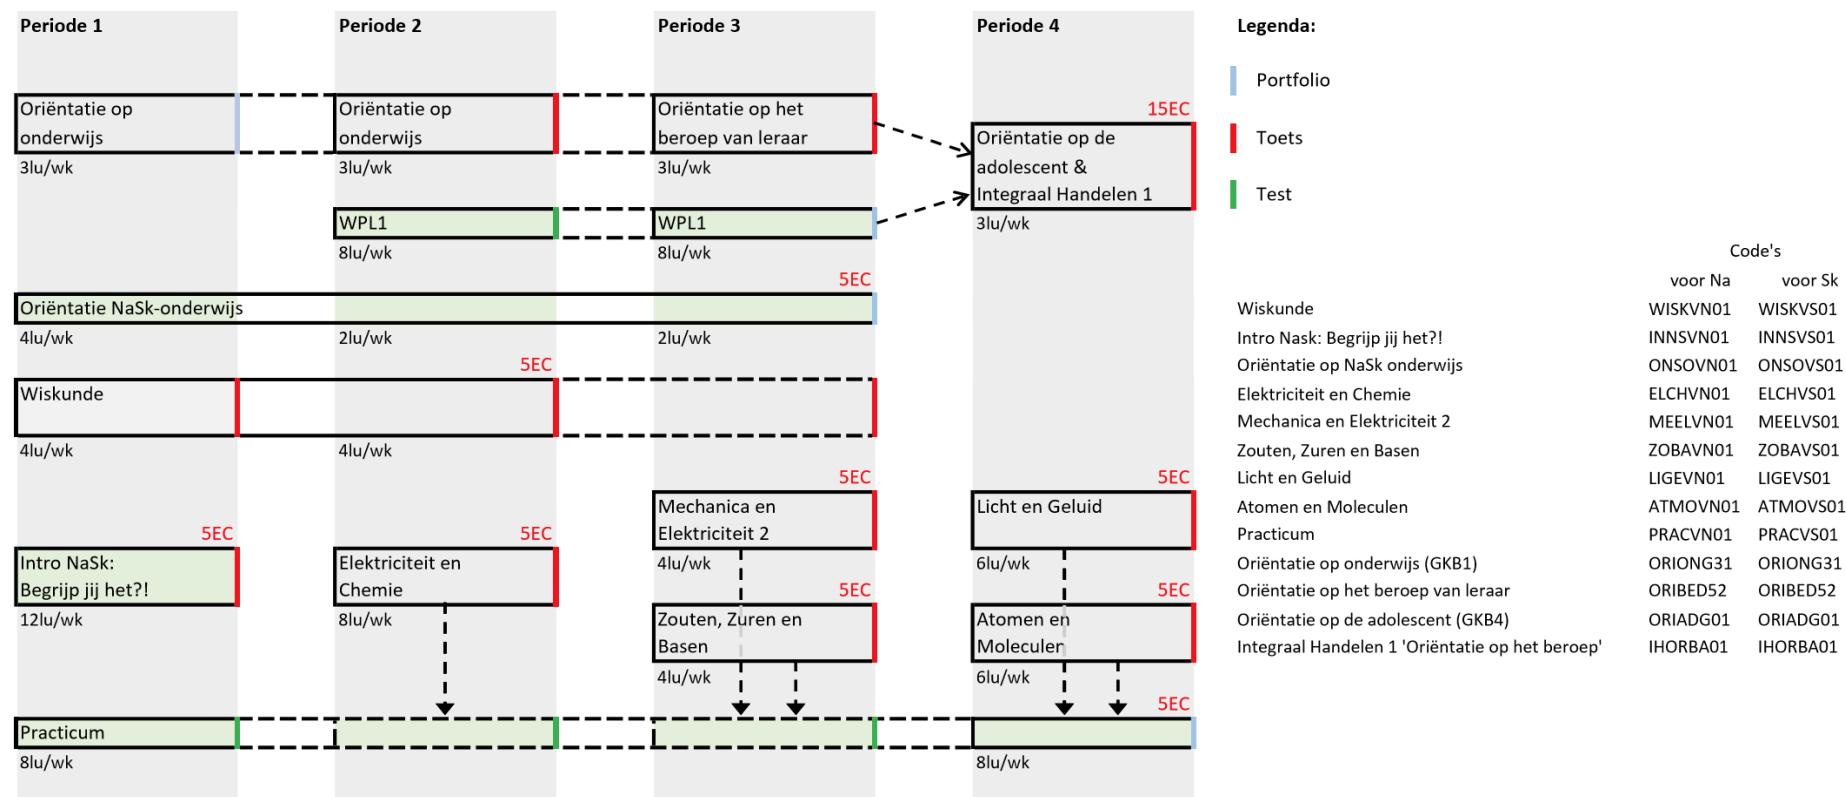 Periode 1
Periode 2
Periode 3
Periode 4
Legenda:
Portfolio
Toets
Test
Oriëntatie op
onderwijs
3lu/wk
Oriëntatie op
onderwijs
3lu/wk
Oriëntatie op het
beroep van leraar
3lu/wk
15EC
Oriëntatie op de
adolescent &
Integraal Handelen 1
3lu/wk
WPL1
8lu/wk
WPL1
8lu/wk
5EC
Oriëntatie NaSk-onderwijs
4lu/wk
2lu/wk
2lu/wk
5EC
Wiskunde
4lu/wk
4lu/wk
5EC
Mechanica en
Elektriciteit 2
4lu/wk
5EC
Licht en Geluid
6lu/wk
5EC
Intro NaSk:
Begrijp jij het?!
12lu/wk
5EC
Elektriciteit en
Chemie
8lu/wk
5EC
Zouten, Zuren en
Basen
4lu/wk
5EC
Atomen en
Moleculen
6lu/wk
5EC
Practicum
8lu/wk
8lu/wk
Code's
voor Na voor Sk
Wiskunde WISKVN01 WISKVS01
Intro Nask: Begrijp jij het?! INNSVN01 INNSVS01
Oriëntatie op NaSk onderwijs ONSOVN01 ONSOVS01
Elektriciteit en Chemie ELCHVN01 ELCHVS01
Mechanica en Elektriciteit 2 MEELVN01 MEELVS01
Zouten, Zuren en Basen ZOBAVN01 ZOBAVS01
Licht en Geluid LIGEVN01 LIGEVS01
Atomen en Moleculen ATMOVN01 ATMOVS01
Practicum PRACVN01 PRACVS01
Oriëntatie op onderwijs (GKB1) ORIONG31 ORIONG31
Oriëntatie op het beroep van leraar ORIBED52 ORIBED52
Oriëntatie op de adolescent (GKB4) ORIADG01 ORIADG01
Integraal Handelen 1 'Oriëntatie op het beroep' IHORBA01 IHORBA01